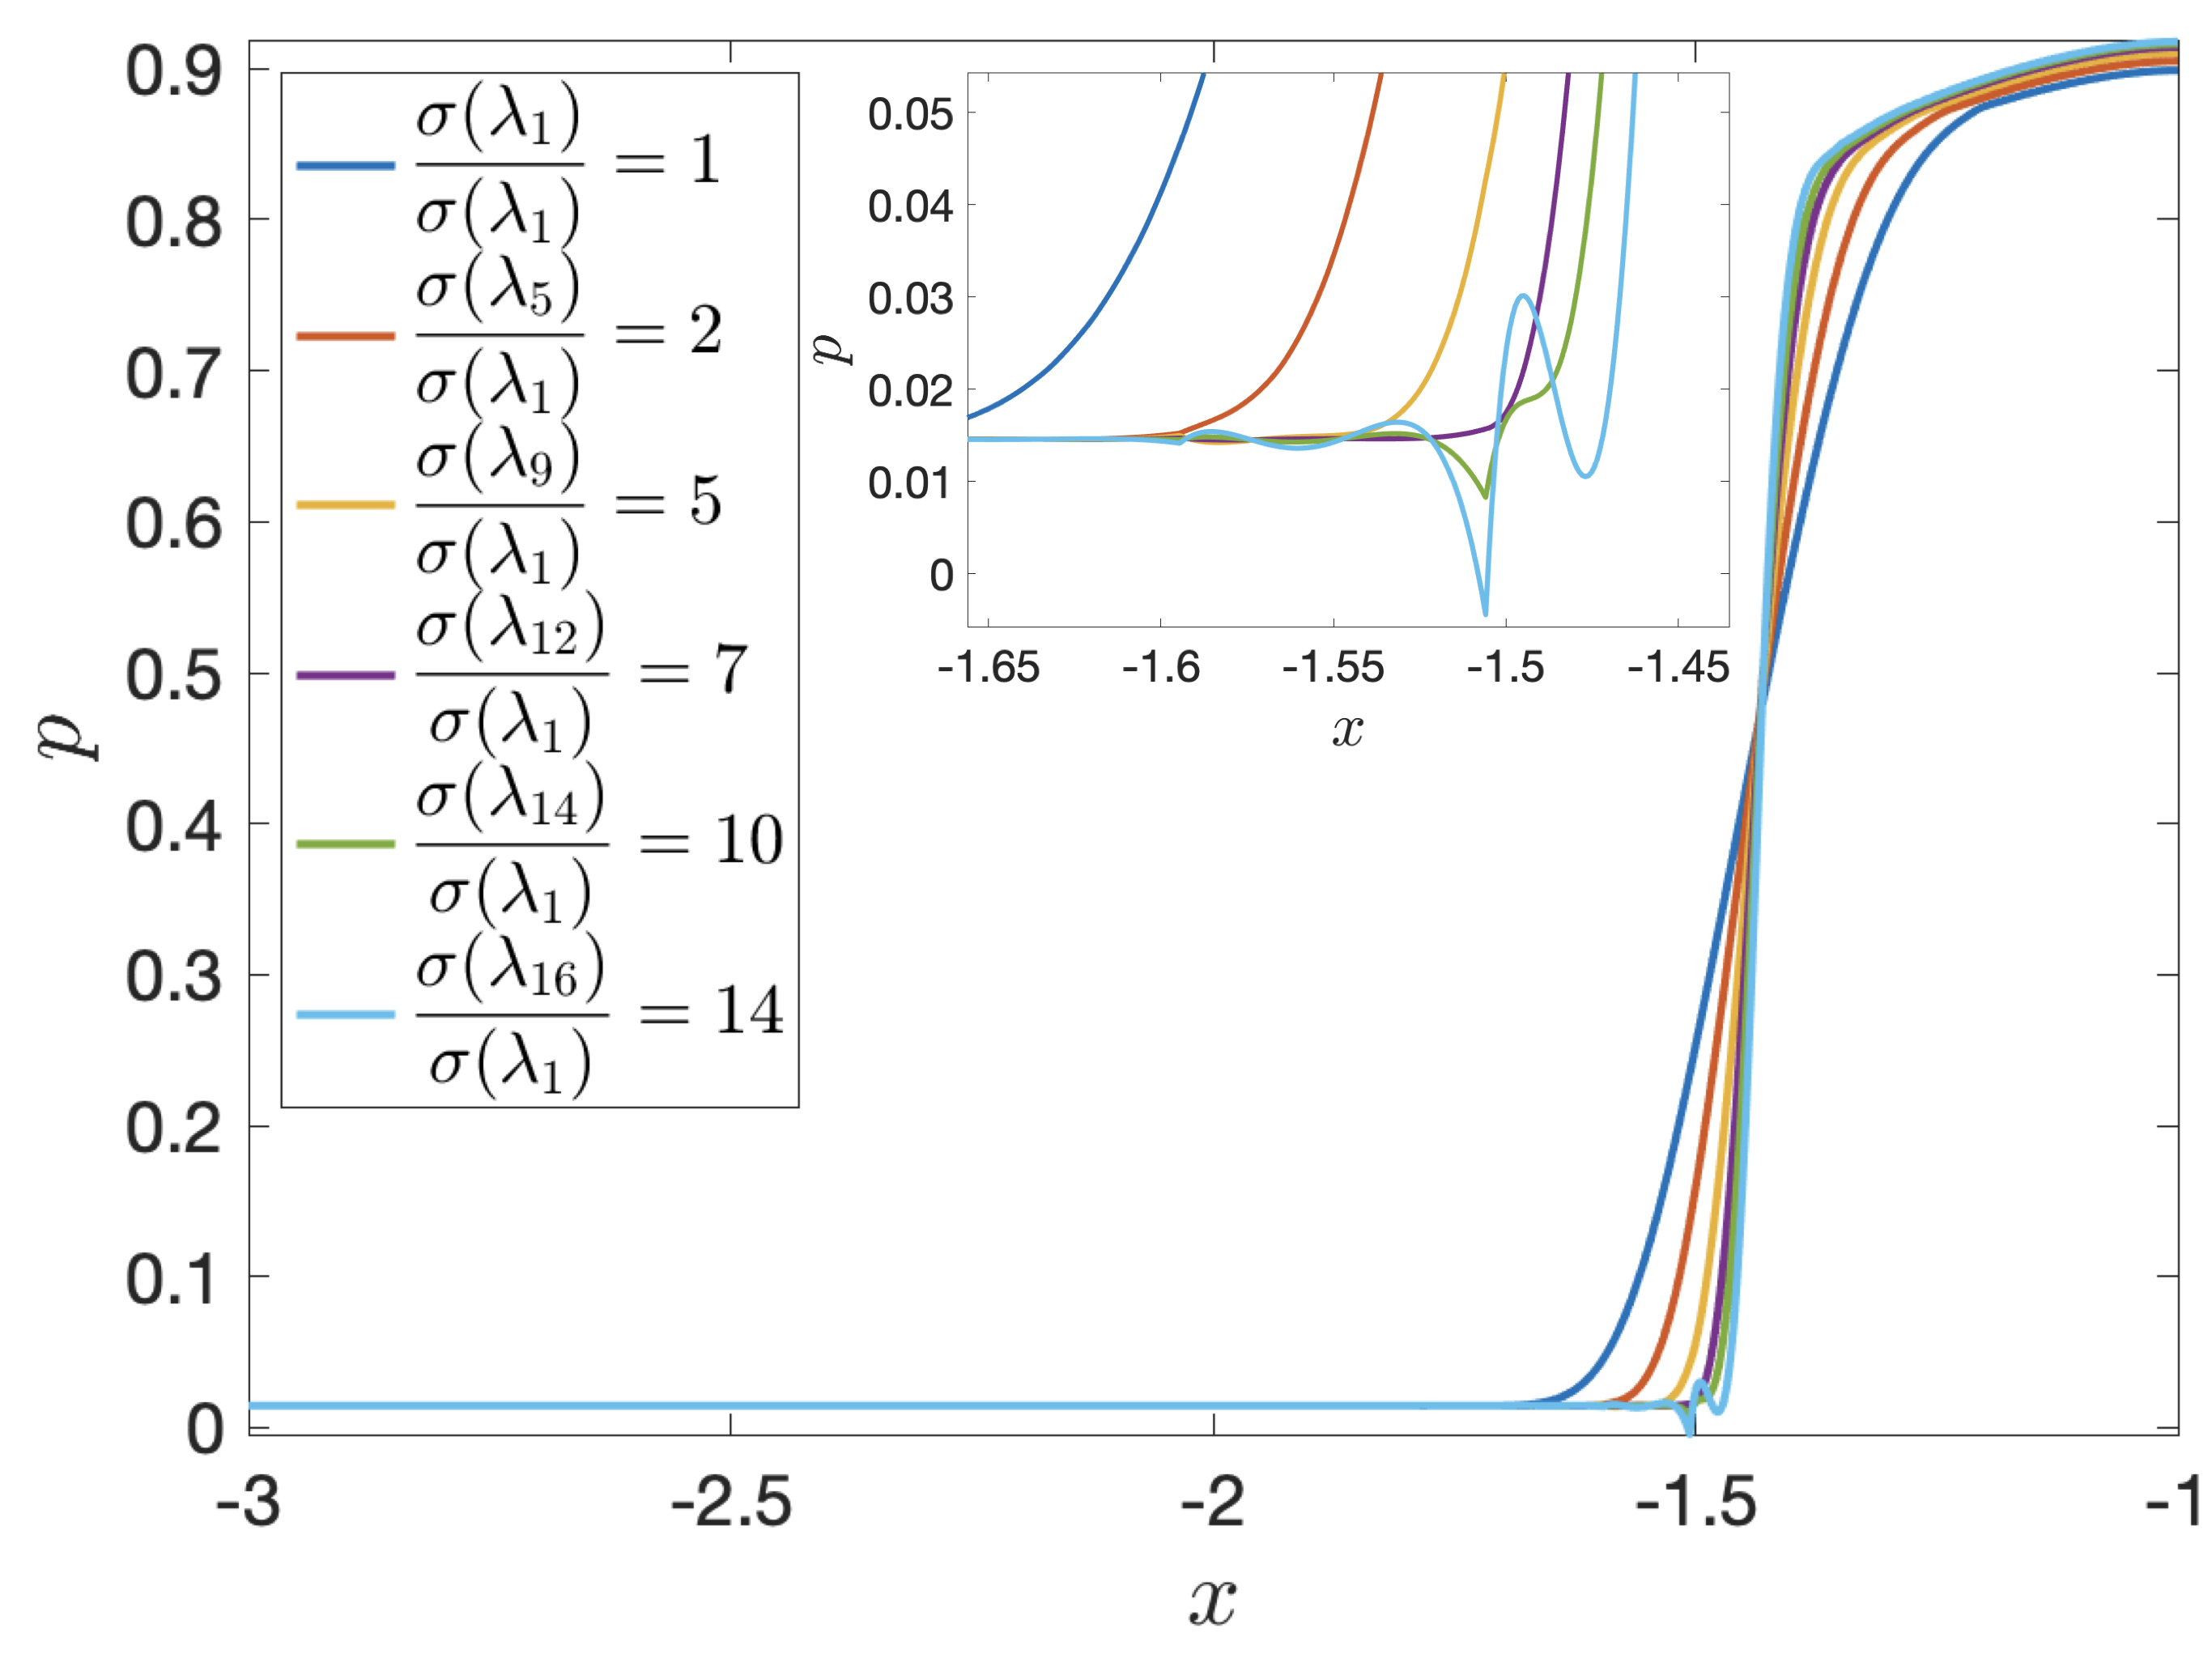 0.9
0.8
0.7
0.6
0.5
0.4
0.3
0.2
0.1
0
p
-3
-2.5
-2
-1.5
-1
x
σ(λ₁)/σ(λ₁) = 1
σ(λ₅)/σ(λ₁) = 2
σ(λ₉)/σ(λ₁) = 5
σ(λ₁₂)/σ(λ₁) = 7
σ(λ₁₄)/σ(λ₁) = 10
σ(λ₁₆)/σ(λ₁) = 14
0.05
0.04
0.03
0.02
0.01
0
p
-1.65
-1.6
-1.55
-1.5
-1.45
x